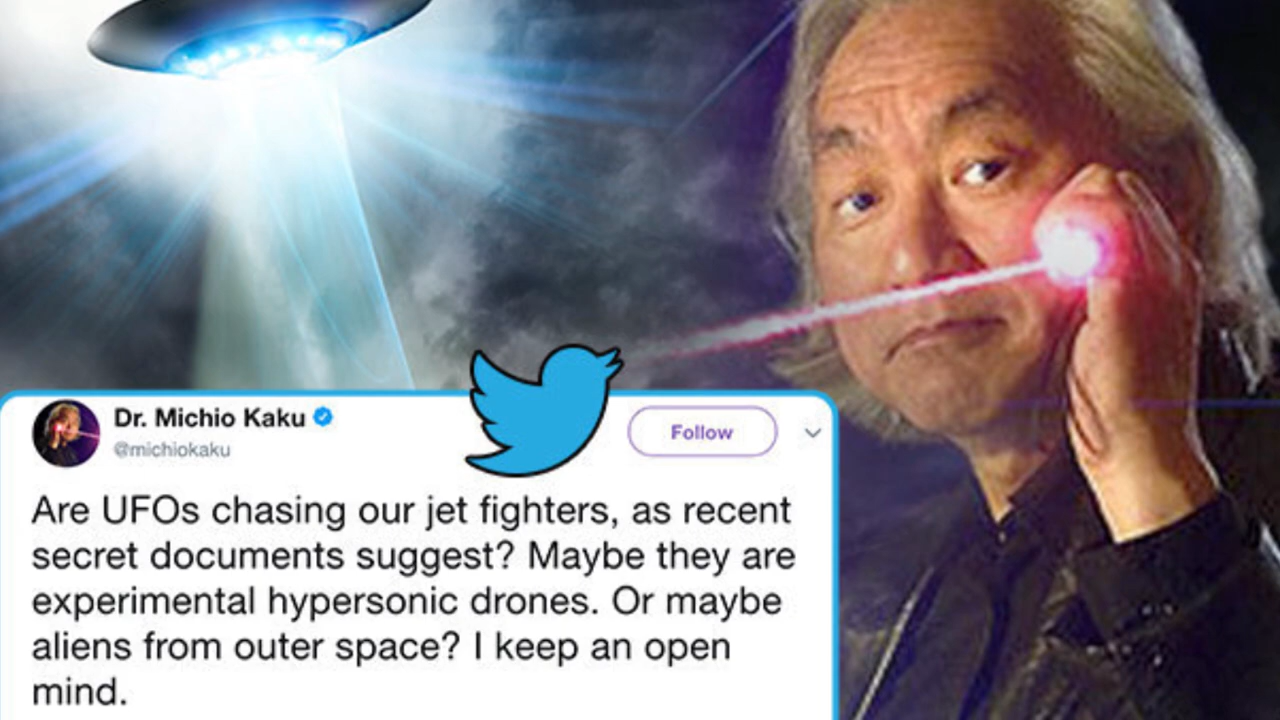 Dr. Michio Kaku
@michiokaku
Follow
Are UFOs chasing our jet fighters, as recent
secret documents suggest? Maybe they are
experimental hypersonic drones. Or maybe
aliens from outer space? I keep an open
mind.